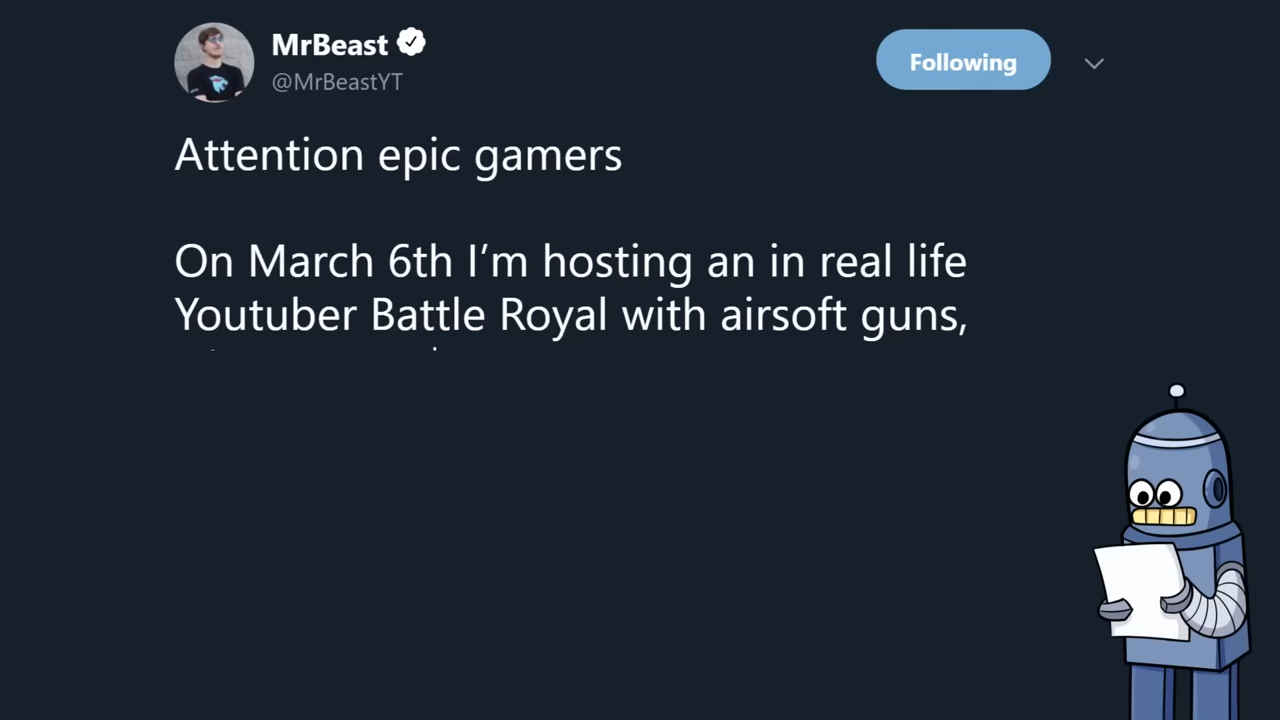 MrBeast
@MrBeastYT
Following
Attention epic gamers
On March 6th I’m hosting an in real life
Youtuber Battle Royal with airsoft guns,